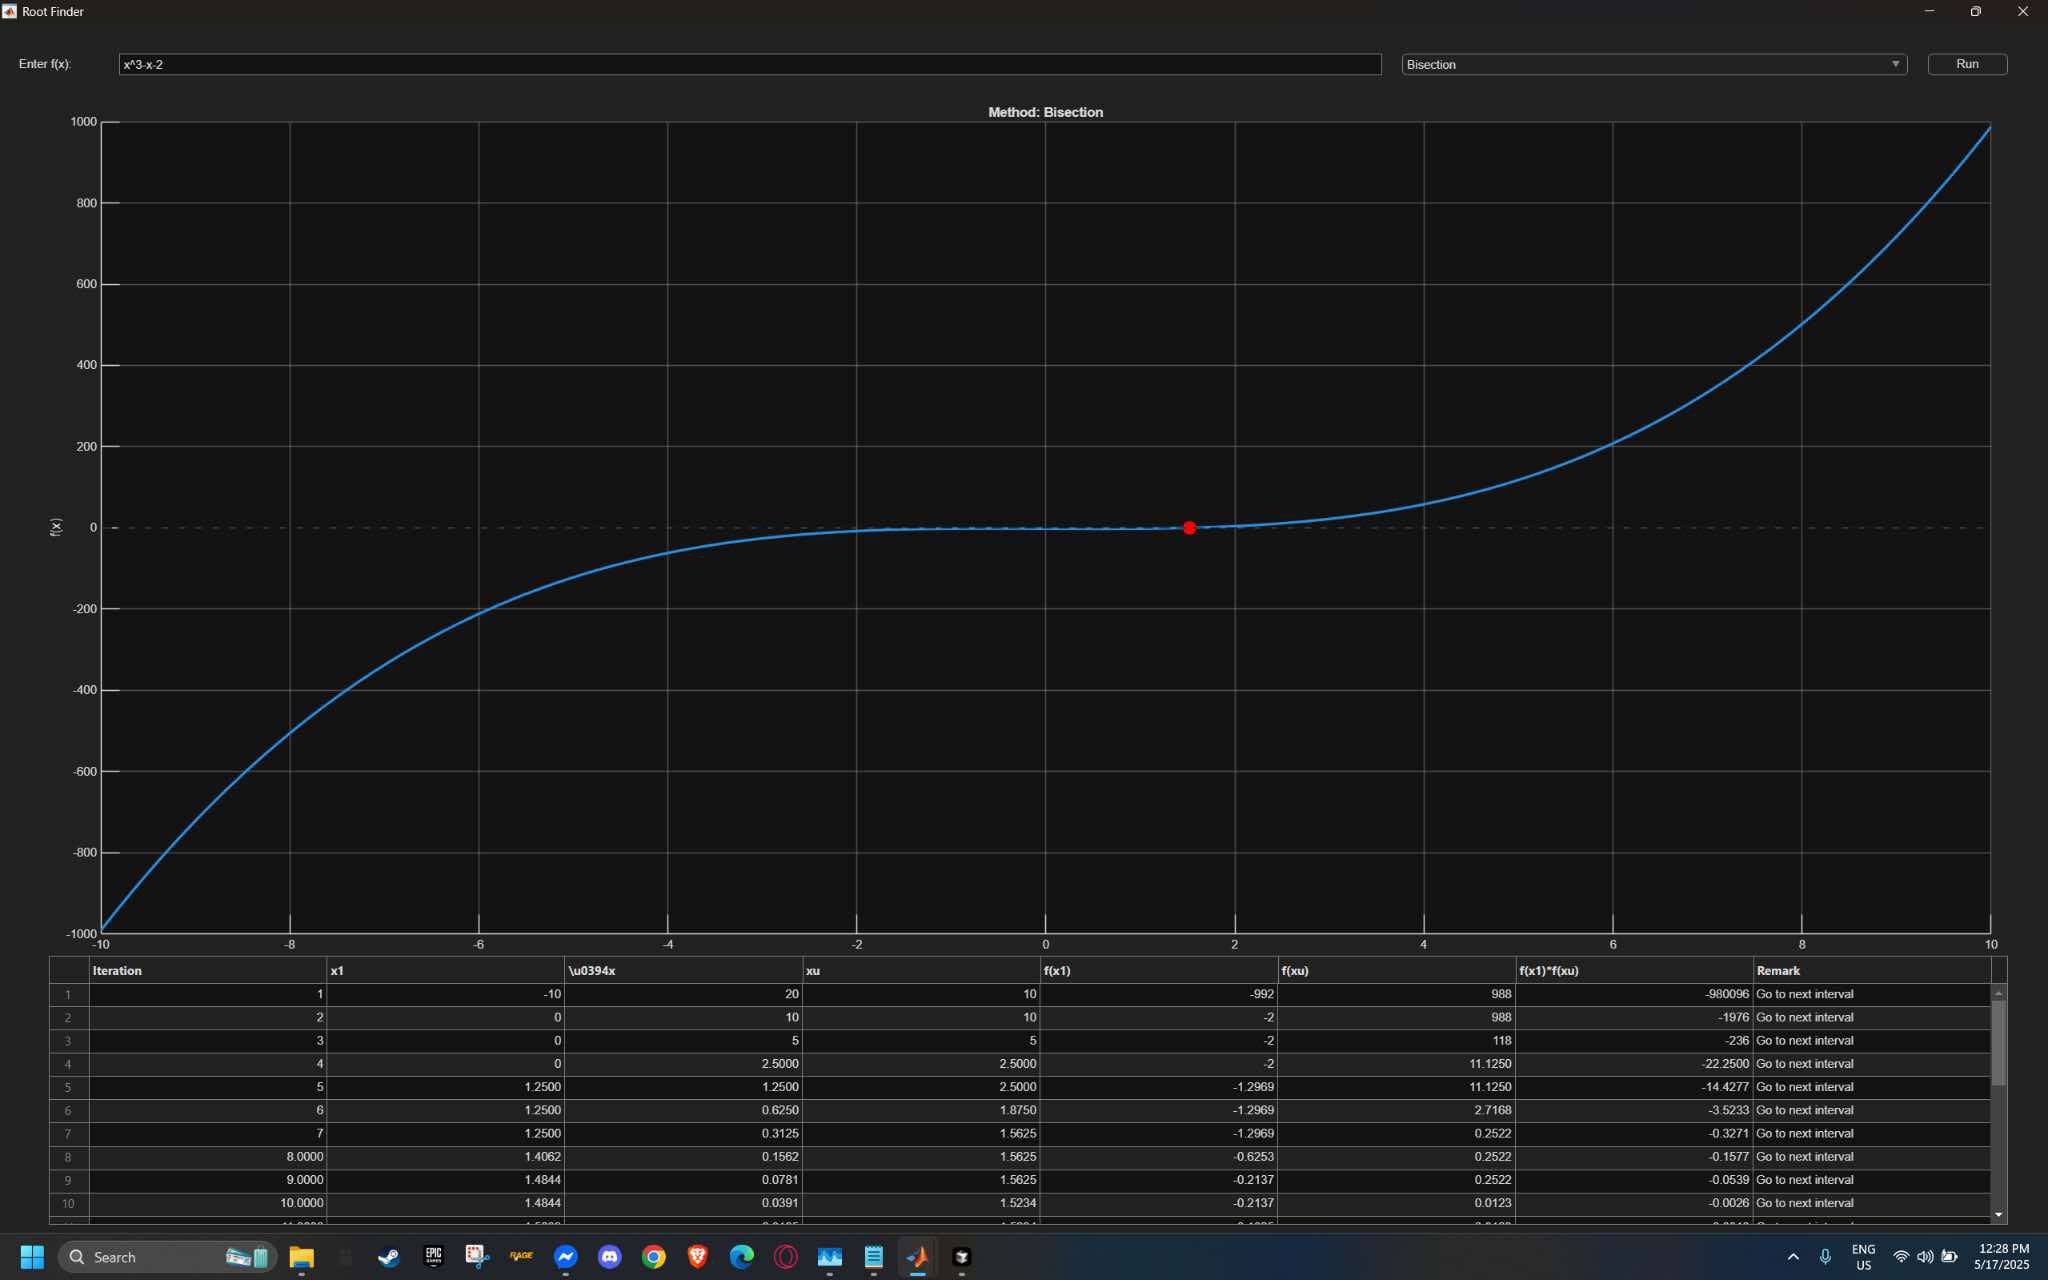 Root Finder
Enter f(x): x^3-x-2 Bisection Run
Method: Bisection
1000
800
600
400
200
0
-200
-400
-600
-800
-1000
f(x)
-10 -8 -6 -4 -2 0 2 4 6 8 10
Iteration x1 \u0394x xu f(x1) f(xu) f(x1)*f(xu) Remark
1 1 -10 20 10 -992 988 -980096 Go to next interval
2 2 0 10 10 -2 988 -1976 Go to next interval
3 3 0 5 5 -2 118 -236 Go to next interval
4 4 0 2.5000 2.5000 -2 11.1250 -22.2500 Go to next interval
5 5 1.2500 1.2500 2.5000 -1.2969 11.1250 -14.4277 Go to next interval
6 6 1.2500 0.6250 1.8750 -1.2969 2.7168 -3.5233 Go to next interval
7 7 1.2500 0.3125 1.5625 -1.2969 0.2522 -0.3271 Go to next interval
8 8.0000 1.4062 0.1562 1.5625 -0.6253 0.2522 -0.1577 Go to next interval
9 9.0000 1.4844 0.0781 1.5625 -0.2137 0.2522 -0.0539 Go to next interval
10 10.0000 1.4844 0.0391 1.5234 -0.2137 0.0123 -0.0026 Go to next interval
Search
EPIC GAMES
RAGE
ENG
US
12:28 PM
5/17/2025